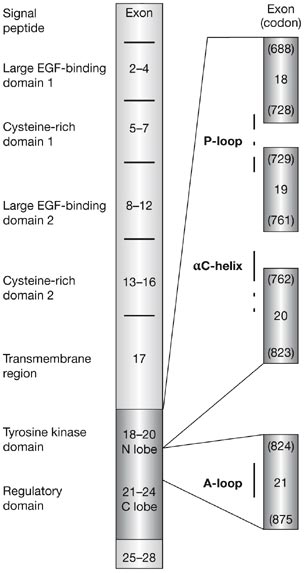 Signal
peptide
Exon
Large EGF-binding
domain 1
2–4
Cysteine-rich
domain 1
5–7
Large EGF-binding
domain 2
8–12
Cysteine-rich
domain 2
13–16
Transmembrane
region
17
Tyrosine kinase
domain
18–20
N lobe
Regulatory
domain
21–24
C lobe
25–28
Exon
(codon)
(688)
18
(728)
P-loop
(729)
19
(761)
αC-helix
(762)
20
(823)
(824)
A-loop
21
(875